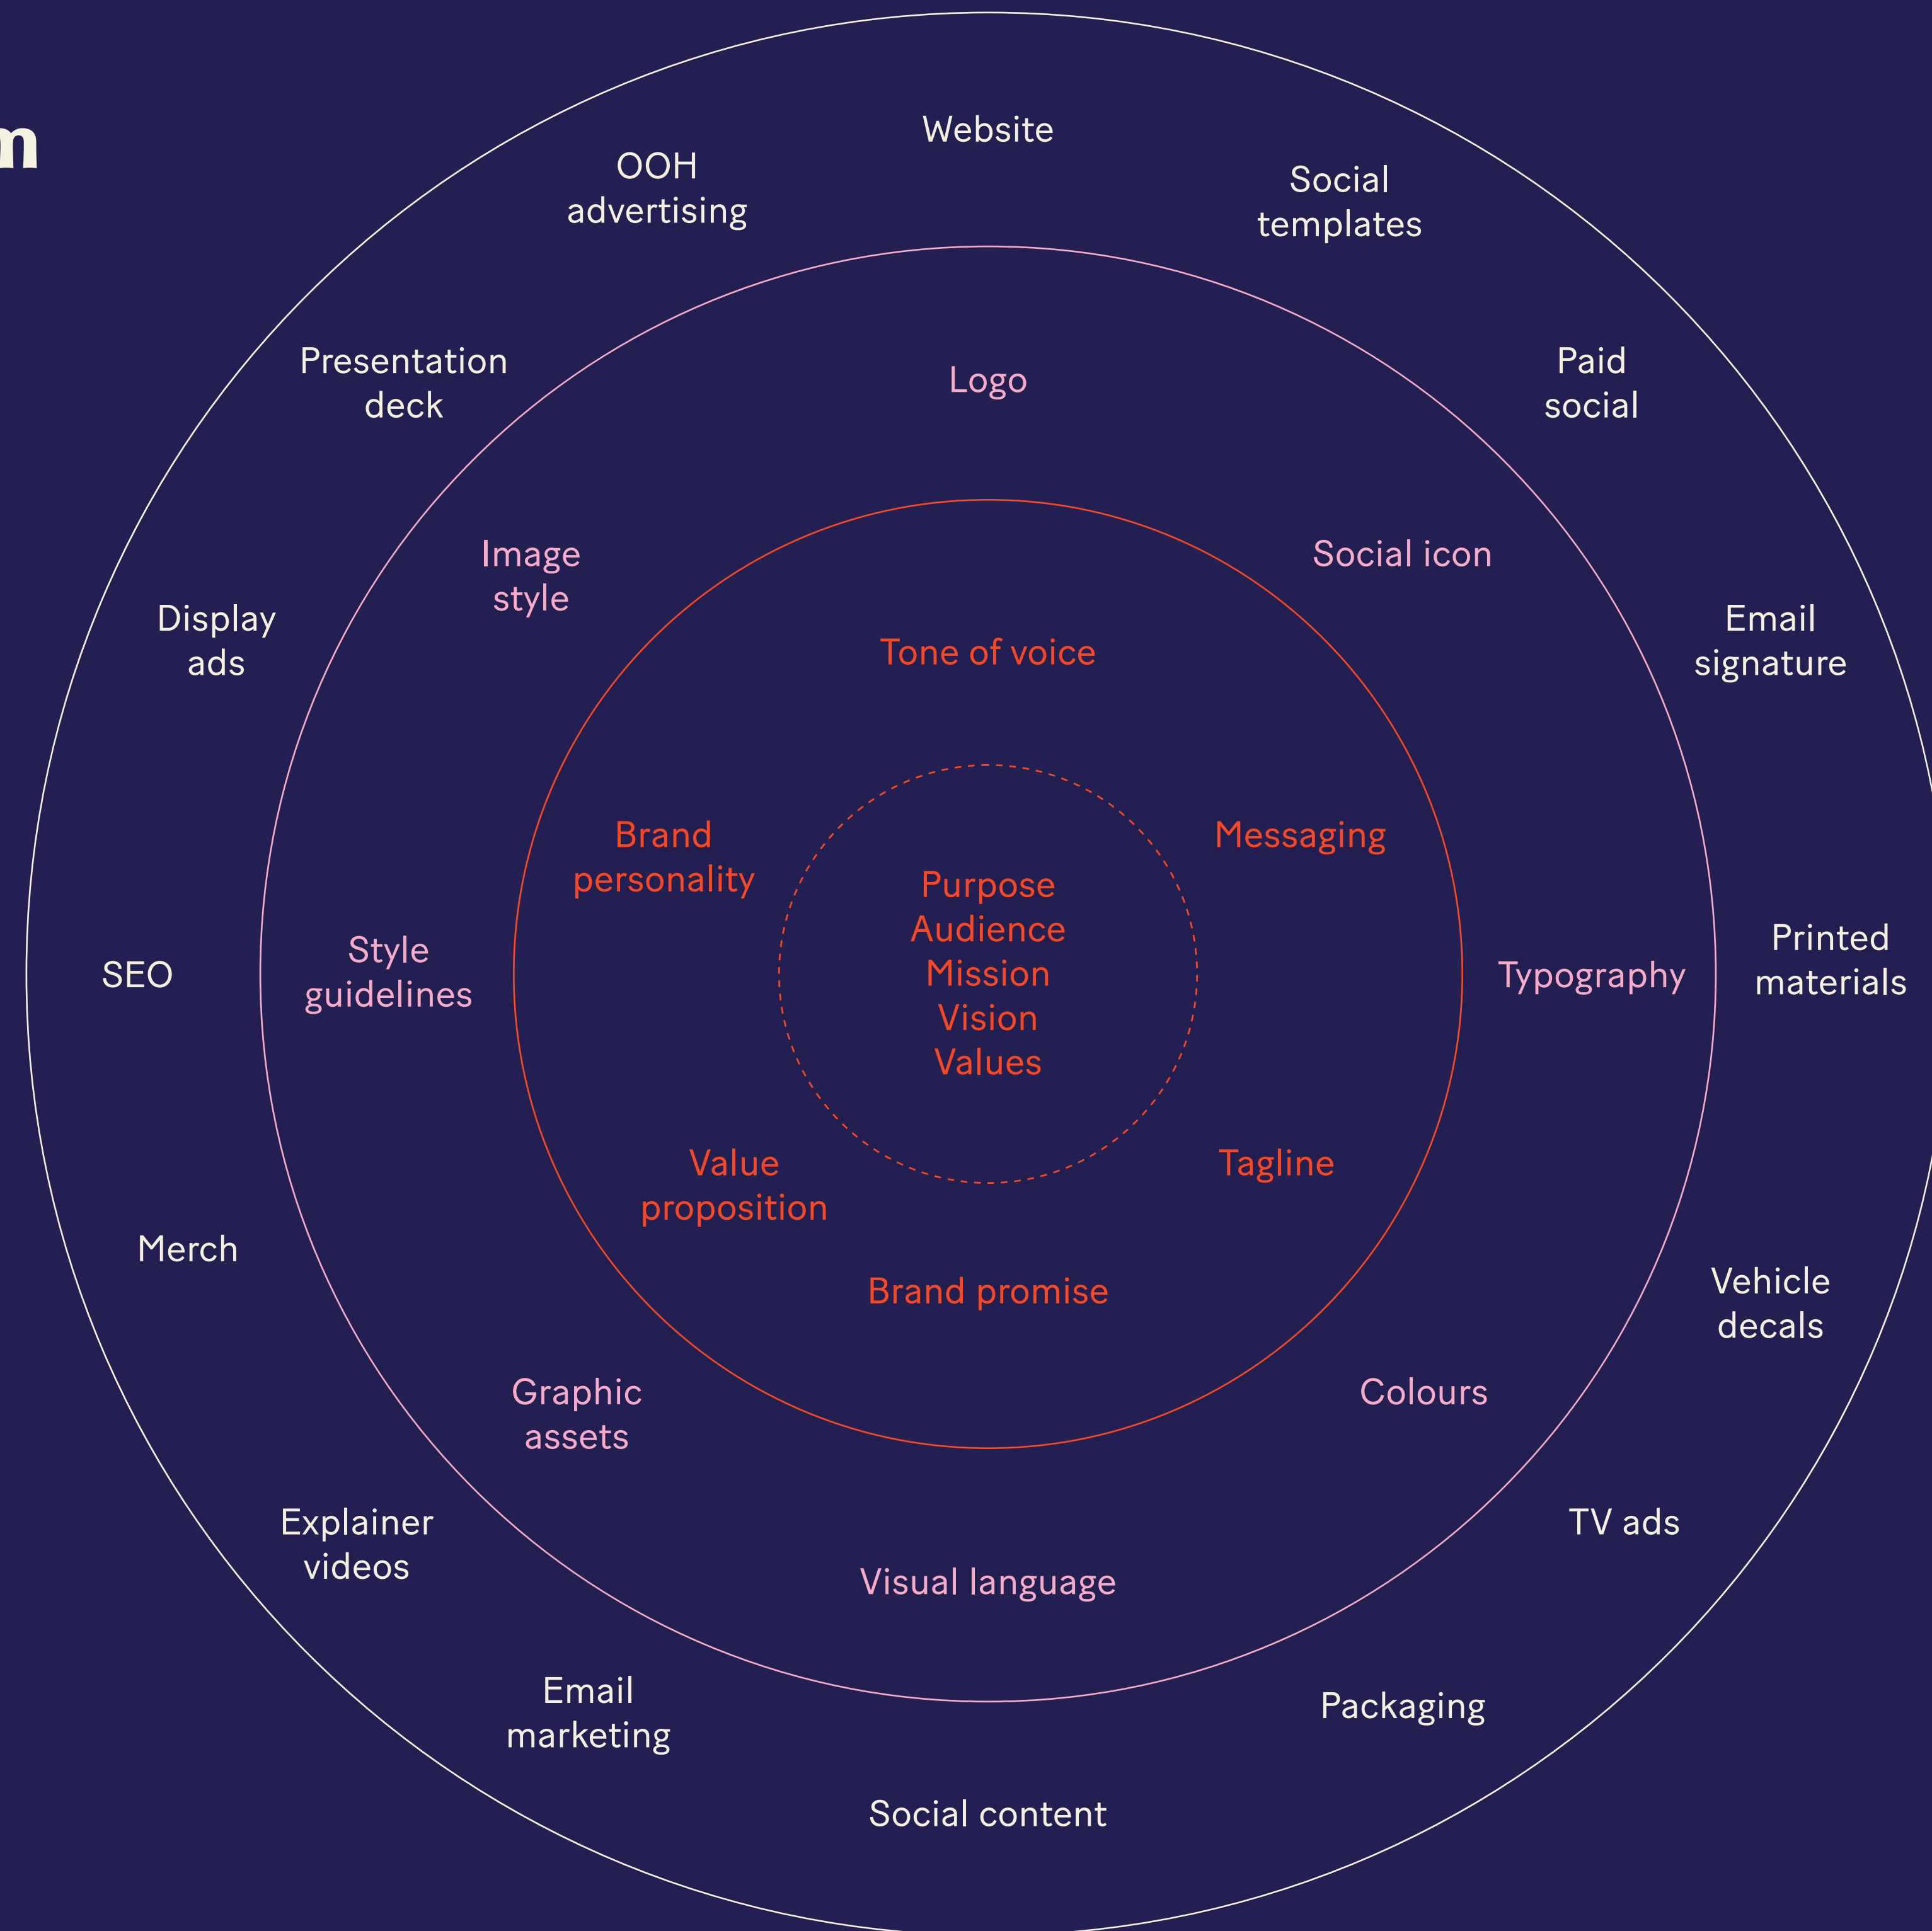 m
Website
OOH
advertising
Social
templates
Presentation
deck
Paid
social
Logo
Image
style
Social icon
Display
ads
Email
signature
Tone of voice
Brand
personality
Messaging
Purpose
Audience
Mission
Vision
Values
Style
guidelines
SEO
Typography
Printed
materials
Value
proposition
Tagline
Merch
Brand promise
Vehicle
decals
Graphic
assets
Colours
Explainer
videos
TV ads
Visual language
Email
marketing
Packaging
Social content